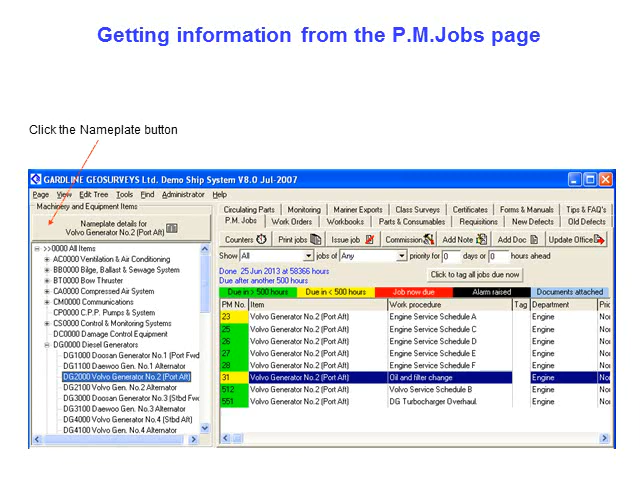 Getting information from the P.M.Jobs page
Click the Nameplate button
GARDLINE GEOSURVEYS Ltd. Demo Ship System V8.0 Jul-2007
Page View Edit Tree Tools Find Administrator Help
Machinery and Equipment Items
Nameplate details for
Volvo Generator No.2 (Port Aft)
>>0000 All Items
AC0000 Ventilation & Air Conditioning
BB0000 Bilge, Ballast & Sewage System
BT0000 Bow Thruster
CA0000 Compressed Air System
CM0000 Communications
CP0000 C.P.P. Pumps & System
CS0000 Control & Monitoring Systems
DC0000 Damage Control Equipment
DG0000 Diesel Generators
DG1000 Doosan Generator No.1 (Port Fwd
DG1100 Daewoo Gen. No.1 Alternator
DG2000 Volvo Generator No.2 (Port Aft)
DG2100 Volvo Gen. No.2 Alternator
DG3000 Doosan Generator No.3 (Stbd Fwd
DG3100 Daewoo Gen. No.3 Alternator
DG4000 Volvo Generator No.4 (Stbd Aft)
DG4100 Volvo Gen. No.4 Alternator
Circulating Parts Monitoring Mariner Exports Class Surveys Certificates Forms & Manuals Tips & FAQ's
P.M. Jobs Work Orders Workbooks Parts & Consumables Requisitions New Defects Old Defects
Counters Print jobs Issue job Commission Add Note Add Doc Update Office
Show All jobs of Any priority for 0 days or 0 hours ahead
Done 25 Jun 2013 at 58366 hours
Due after another 500 hours
Click to tag all jobs due now
Due in > 500 hours Due in < 500 hours Job now due Alarm raised Documents attached
PM No. Item Work procedure Tag Department Prio
23 Volvo Generator No.2 (Port Aft) Engine Service Schedule A Engine Nor
25 Volvo Generator No.2 (Port Aft) Engine Service Schedule C Engine Nor
26 Volvo Generator No.2 (Port Aft) Engine Service Schedule D Engine Nor
27 Volvo Generator No.2 (Port Aft) Engine Service Schedule E Engine Nor
28 Volvo Generator No.2 (Port Aft) Engine Service Schedule F Engine Nor
31 Volvo Generator No.2 (Port Aft) Oil and filter change Engine Nor
512 Volvo Generator No.2 (Port Aft) Volvo Service Schedule B Engine Nor
551 Volvo Generator No.2 (Port Aft) DG Turbocharger Overhaul. Engine Nor